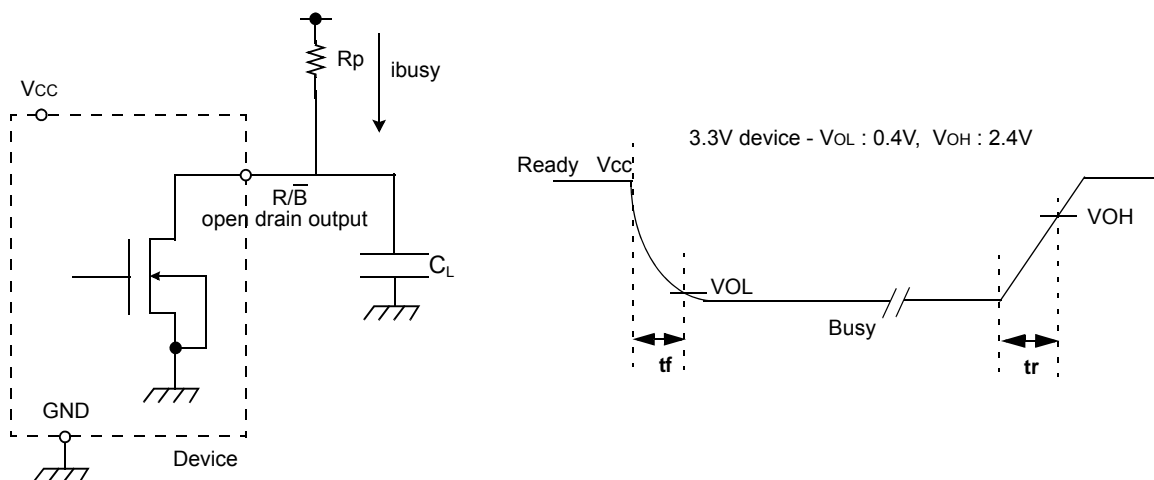 Rp
ibusy
VCC
R/B̅
open drain output
CL
GND
Device
3.3V device - VOL : 0.4V, VOH : 2.4V
Ready Vcc
VOH
VOL
Busy
tf
tr